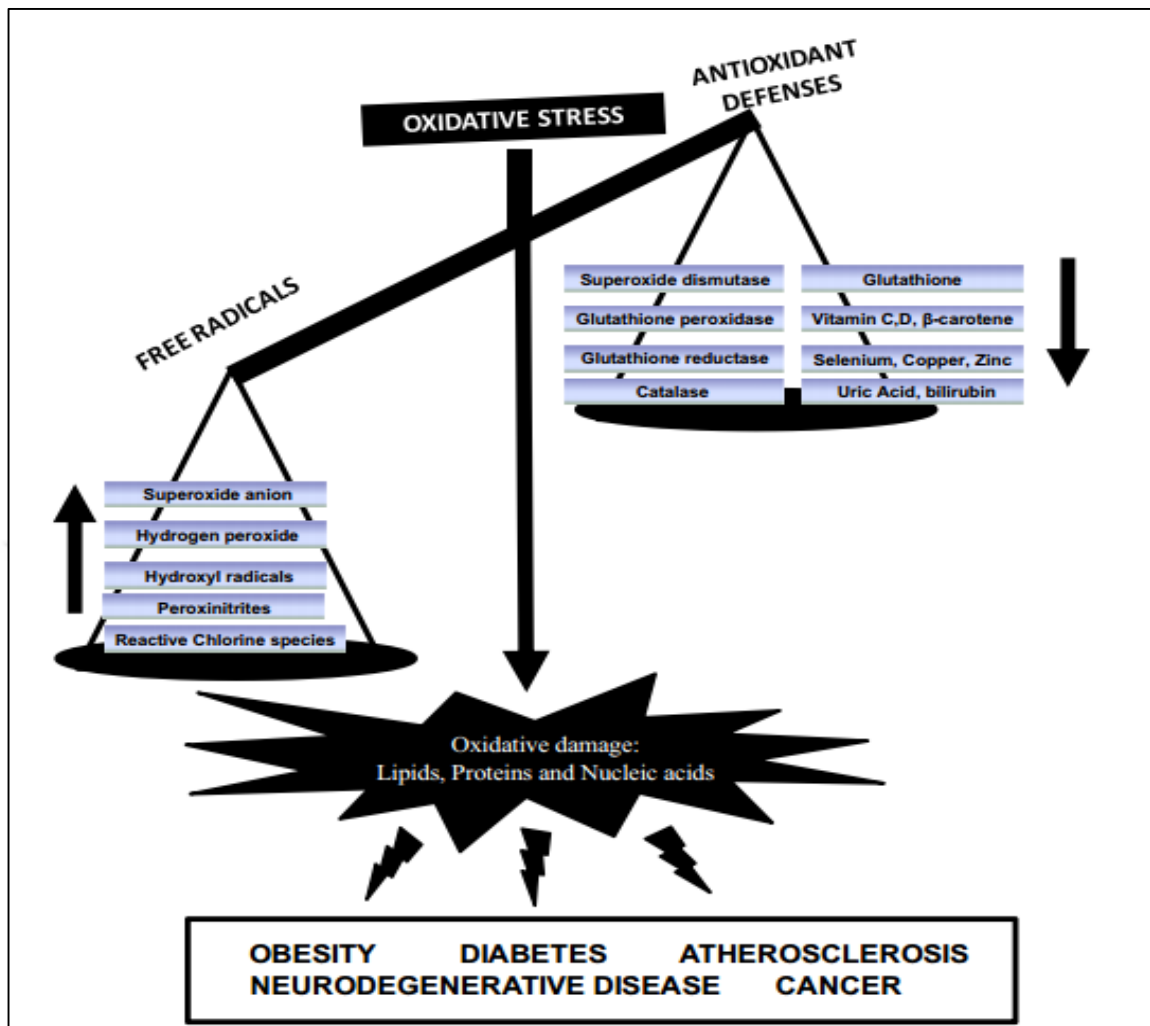 ANTIOXIDANT
DEFENSES
OXIDATIVE STRESS
FREE RADICALS
Superoxide dismutase
Glutathione
Glutathione peroxidase
Vitamin C,D, β-carotene
Glutathione reductase
Selenium, Copper, Zinc
Catalase
Uric Acid, bilirubin
Superoxide anion
Hydrogen peroxide
Hydroxyl radicals
Peroxinitrites
Reactive Chlorine species
Oxidative damage:
Lipids, Proteins and Nucleic acids
OBESITY DIABETES ATHEROSCLEROSIS
NEURODEGENERATIVE DISEASE CANCER